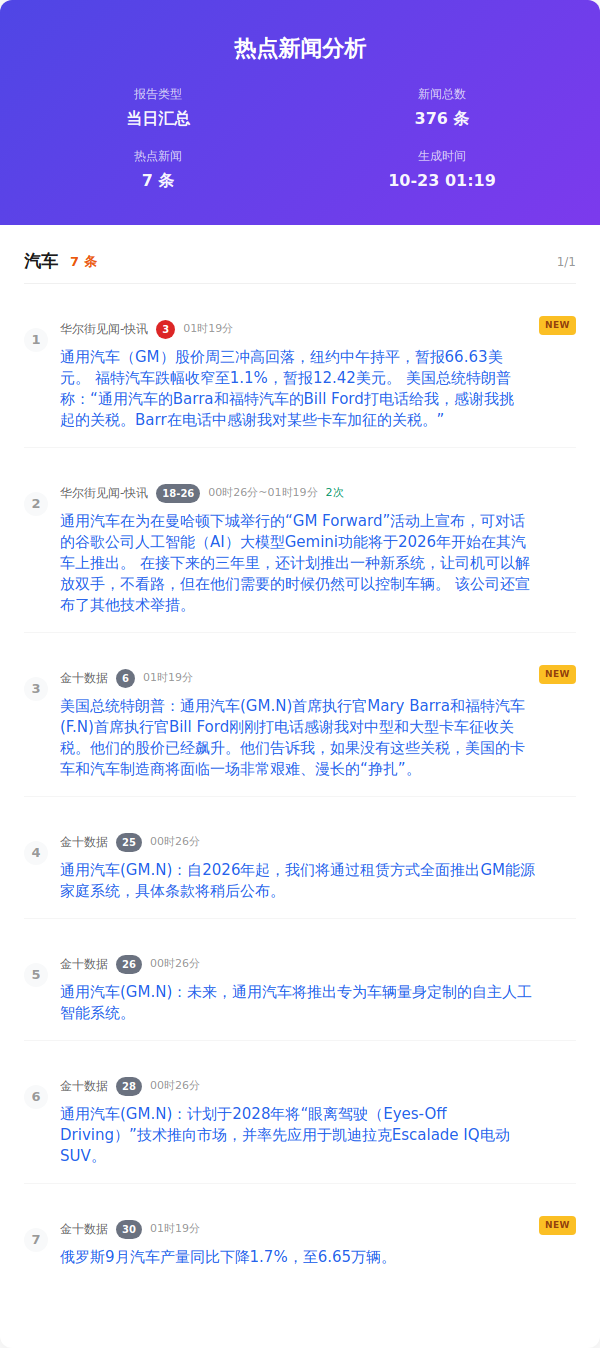 热点新闻分析
报告类型
新闻总数
当日汇总
376 条
热点新闻
生成时间
7 条
10-23 01:19
汽车 7 条 1/1
1 华尔街见闻-快讯 3 01时19分 NEW
通用汽车（GM）股价周三冲高回落，纽约中午持平，暂报66.63美
元。 福特汽车跌幅收窄至1.1%，暂报12.42美元。 美国总统特朗普
称：“通用汽车的Barra和福特汽车的Bill Ford打电话给我，感谢我挑
起的关税。Barr在电话中感谢我对某些卡车加征的关税。”
2 华尔街见闻-快讯 18-26 00时26分~01时19分 2次
通用汽车在为在曼哈顿下城举行的“GM Forward”活动上宣布，可对话
的谷歌公司人工智能（AI）大模型Gemini功能将于2026年开始在其汽
车上推出。 在接下来的三年里，还计划推出一种新系统，让司机可以解
放双手，不看路，但在他们需要的时候仍然可以控制车辆。 该公司还宣
布了其他技术举措。
3 金十数据 6 01时19分 NEW
美国总统特朗普：通用汽车(GM.N)首席执行官Mary Barra和福特汽车
(F.N)首席执行官Bill Ford刚刚打电话感谢我对中型和大型卡车征收关
税。他们的股价已经飙升。他们告诉我，如果没有这些关税，美国的卡
车和汽车制造商将面临一场非常艰难、漫长的“挣扎”。
4 金十数据 25 00时26分
通用汽车(GM.N)：自2026年起，我们将通过租赁方式全面推出GM能源
家庭系统，具体条款将稍后公布。
5 金十数据 26 00时26分
通用汽车(GM.N)：未来，通用汽车将推出专为车辆量身定制的自主人工
智能系统。
6 金十数据 28 00时26分
通用汽车(GM.N)：计划于2028年将“眼离驾驶（Eyes-Off
Driving）”技术推向市场，并率先应用于凯迪拉克Escalade IQ电动
SUV。
7 金十数据 30 01时19分 NEW
俄罗斯9月汽车产量同比下降1.7%，至6.65万辆。